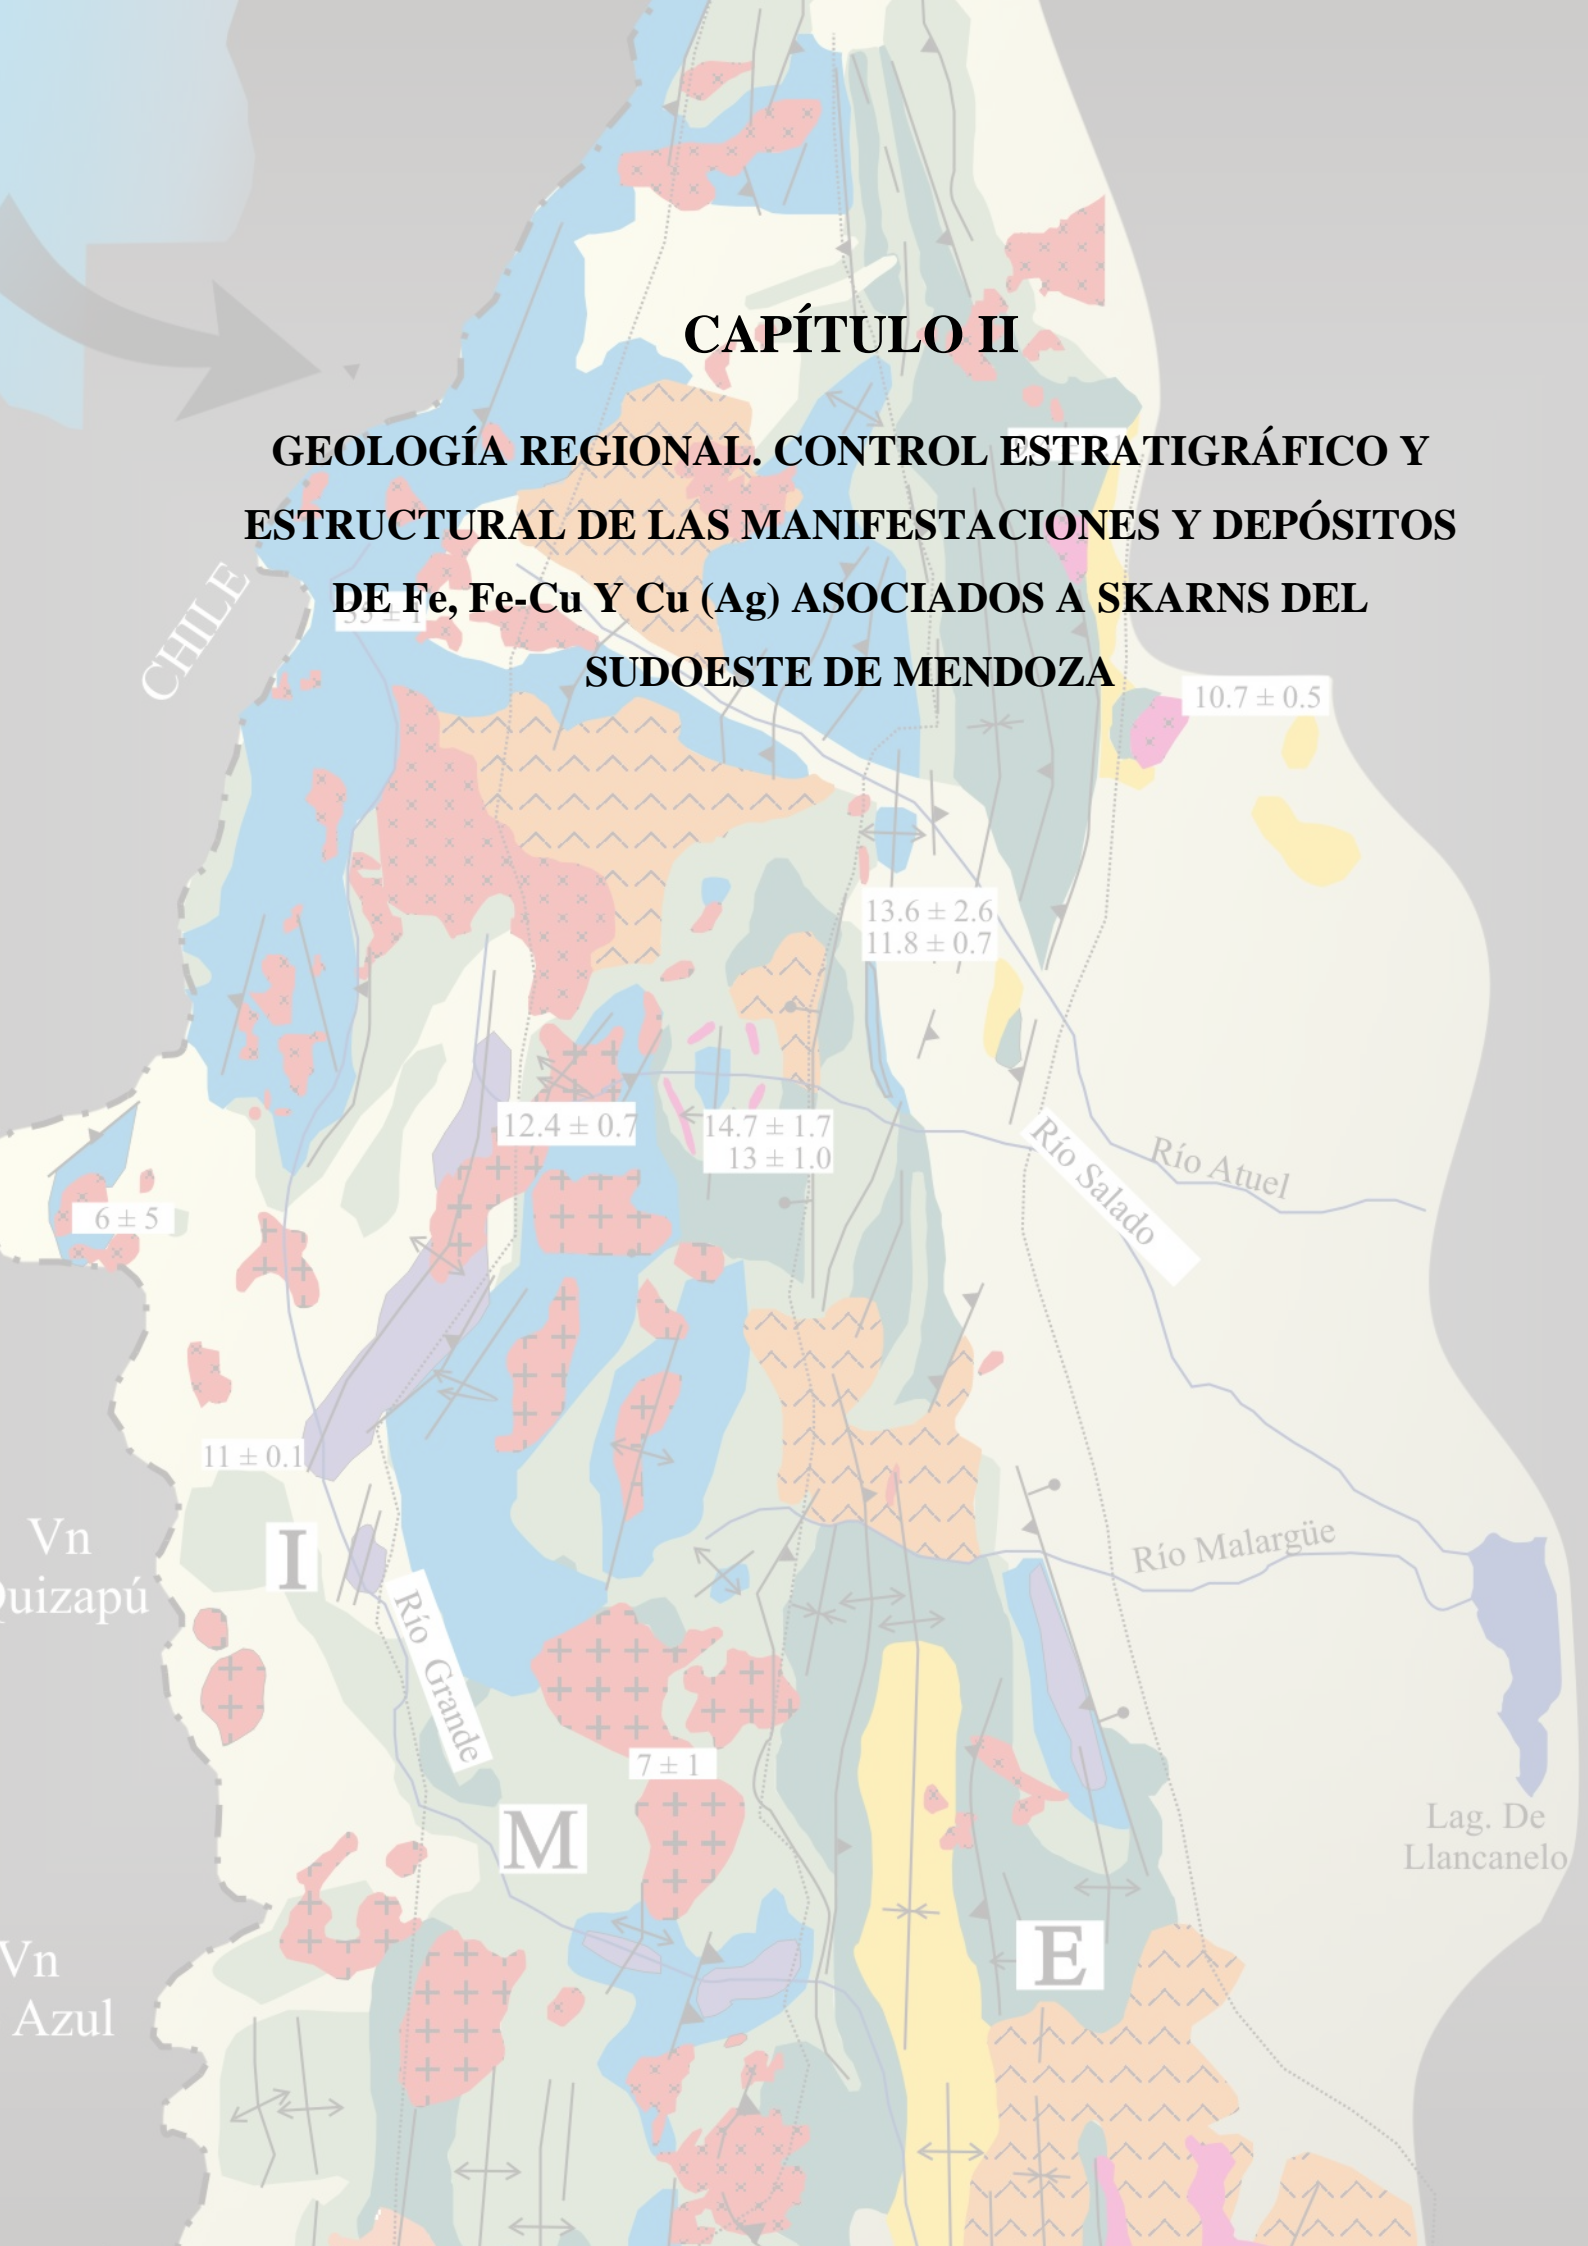 CAPÍTULO II
GEOLOGÍA REGIONAL. CONTROL ESTRATIGRÁFICO Y
ESTRUCTURAL DE LAS MANIFESTACIONES Y DEPÓSITOS
DE Fe, Fe-Cu Y Cu (Ag) ASOCIADOS A SKARNS DEL
SUDOESTE DE MENDOZA
CHILE
10.7 ± 0.5
13.6 ± 2.6
11.8 ± 0.7
12.4 ± 0.7
14.7 ± 1.7
13 ± 1.0
Río Salado
Río Atuel
6 ± 5
11 ± 0.1
Vn
Quizapú
I
Río Grande
Río Malargüe
7 ± 1
M
Lag. De
Llancanelo
E
Vn
Azul